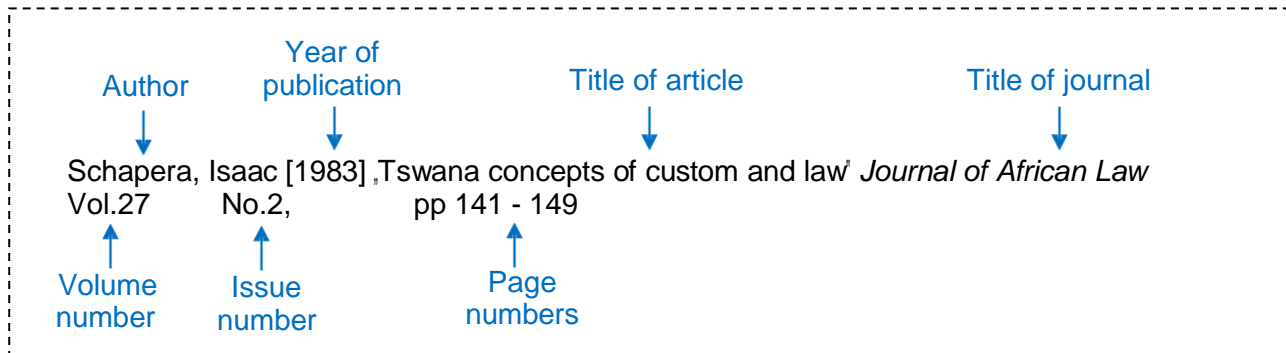 Year of
Author publication Title of article Title of journal
Schapera, Isaac [1983] „Tswana concepts of custom and law‟ Journal of African Law
Vol.27 No.2, pp 141 - 149
Volume Issue Page
number number numbers